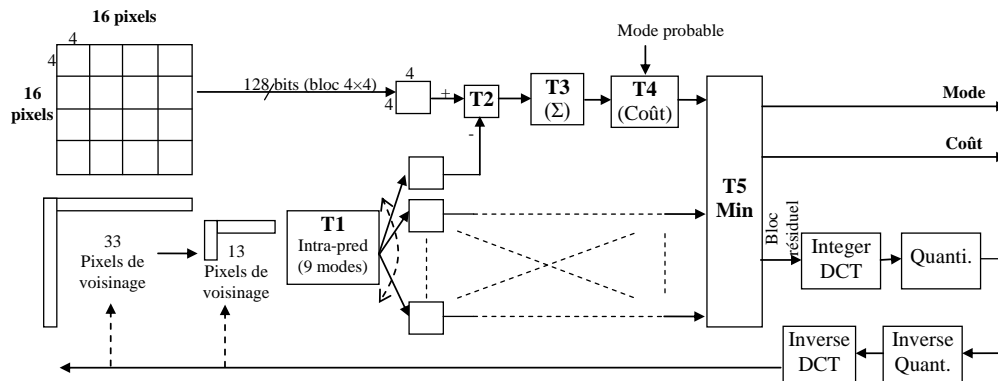 16 pixels
4
4
16
pixels
128 bits (bloc 4×4)
4
4
+
-
T2
T3
(Σ)
Mode probable
T4
(Coût)
T5
Min
Mode
Coût
33
Pixels de
voisinage
13
Pixels de
voisinage
T1
Intra-pred
(9 modes)
Bloc
résiduel
Integer
DCT
Quanti.
Inverse
DCT
Inverse
Quant.